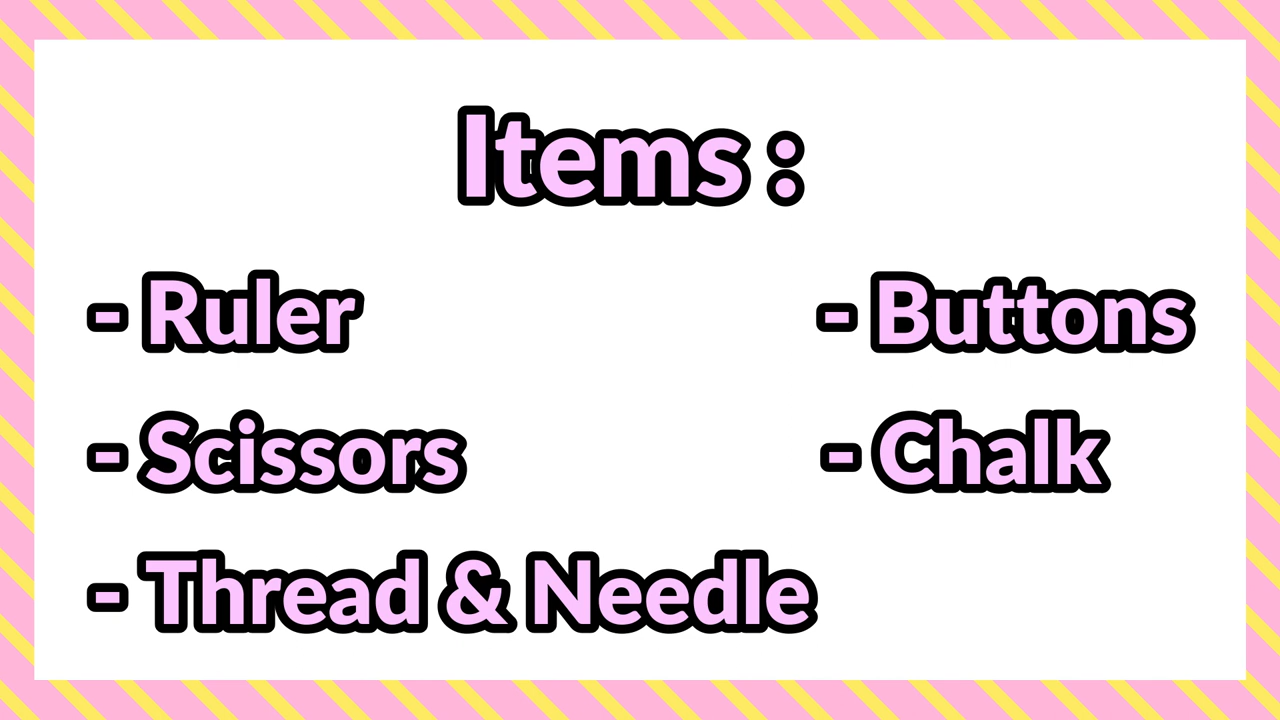 Items :
- Ruler
- Scissors
- Thread & Needle
- Buttons
- Chalk